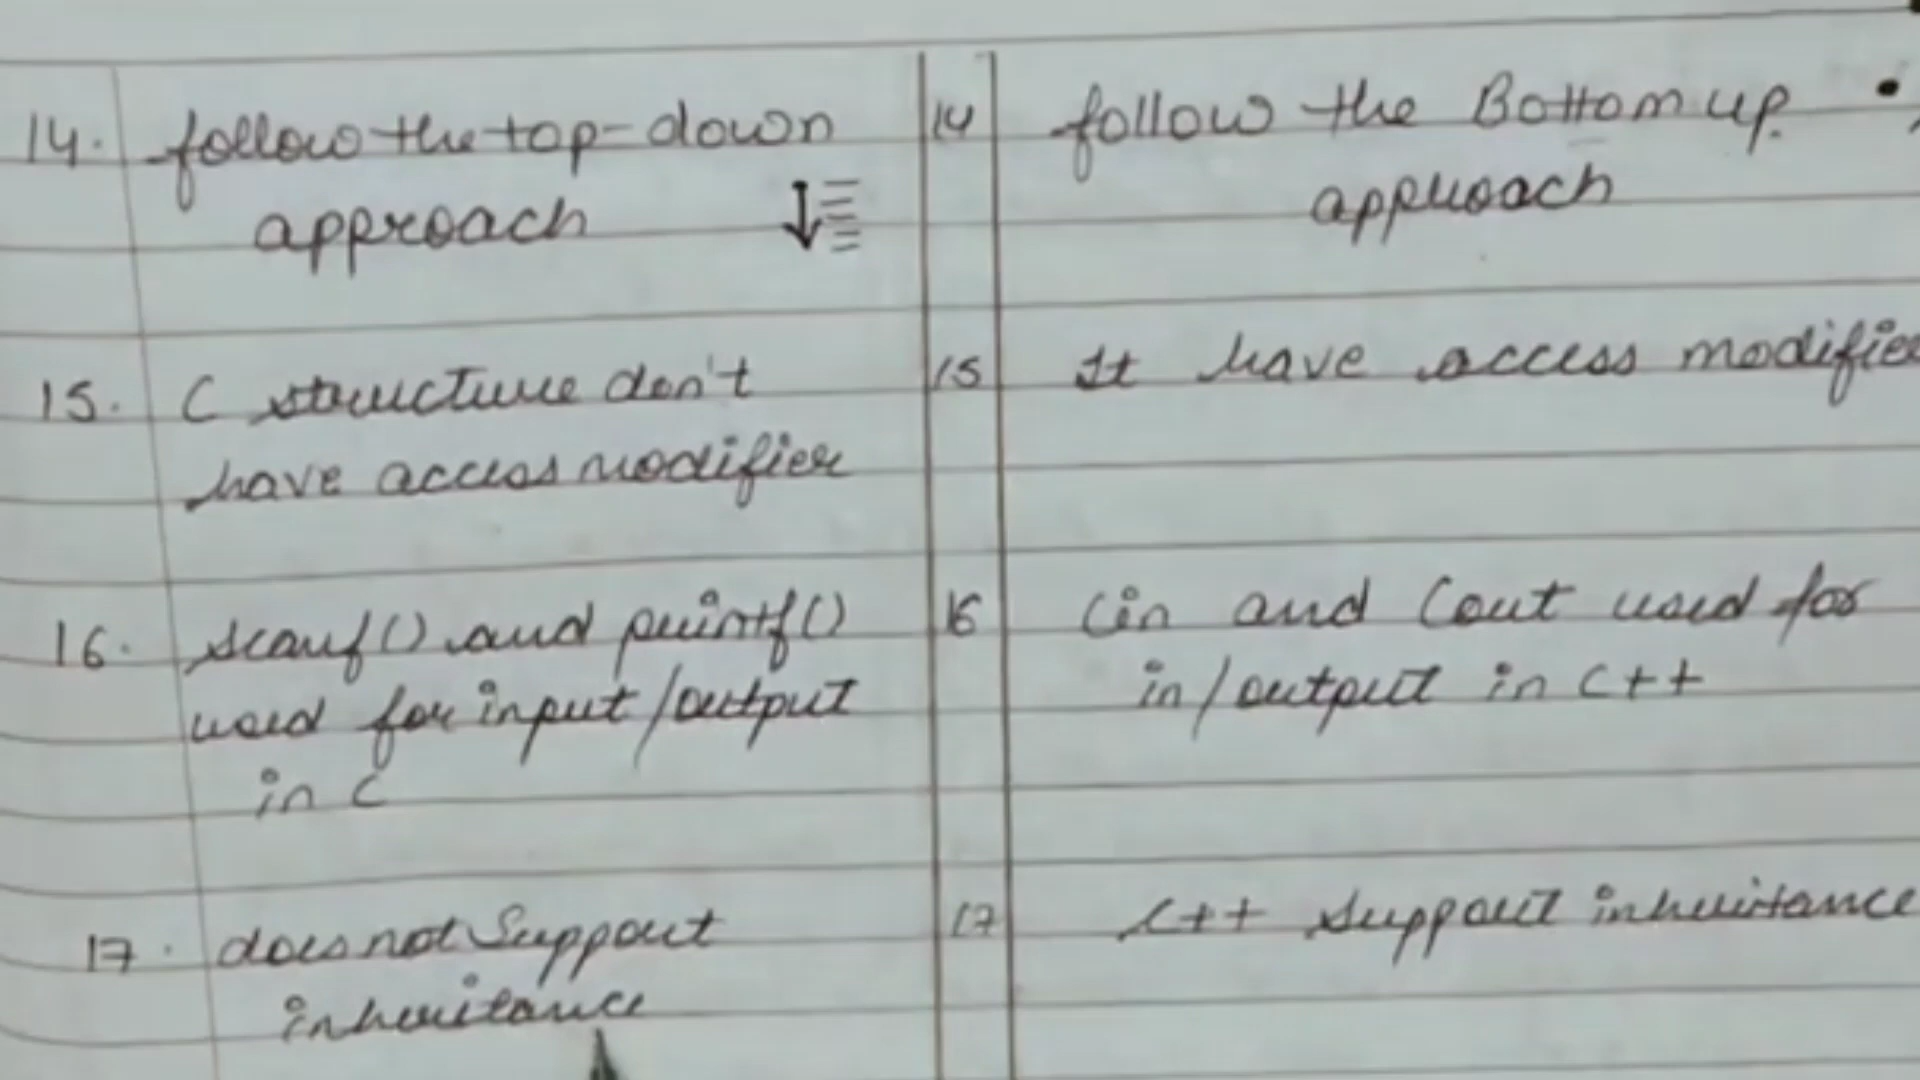 14. follow the top-down
approach
15. C structure don't
have access modifier
16. scanf() and printf()
used for input/output
in C
17. does not Support
inheritance
14 follow the Bottom up.
approach
15 It have access modifier
16 Cin and Cout used for
in/output in C++
17 C++ support inheritance